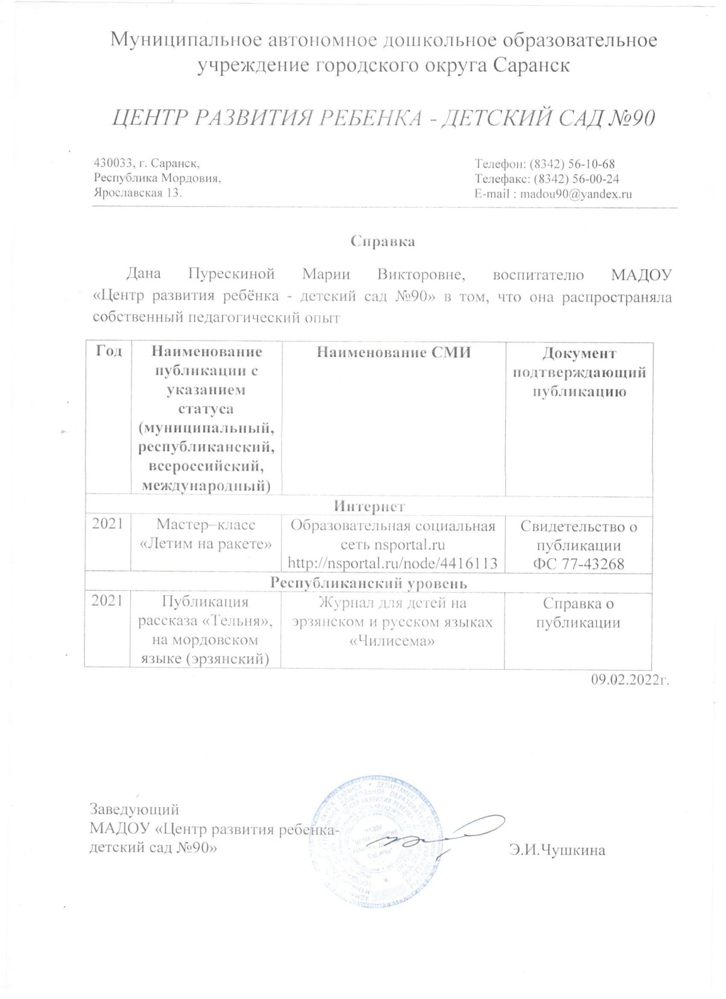 Муниципальное автономное дошкольное образовательное
учреждение городского округа Саранск
ЦЕНТР РАЗВИТИЯ РЕБЕНКА - ДЕТСКИЙ САД №90
430033, г. Саранск,
Республика Мордовия,
Ярославская 13.
Телефон: (8342) 56-10-68
Телефакс: (8342) 56-00-24
E-mail : madou90@yandex.ru
Справка
Дана Пурескиной Марии Викторовне, воспитателю МАДОУ
«Центр развития ребёнка - детский сад №90» в том, что она распространяла
собственный педагогический опыт
Год
Наименование
публикации с
указанием
статуса
(муниципальный,
республиканский,
всероссийский,
международный)
Наименование СМИ
Документ
подтверждающий
публикацию
Интернет
2021
Мастер–класс
«Летим на ракете»
Образовательная социальная
сеть nsportal.ru
http://nsportal.ru/node/4416113
Свидетельство о
публикации
ФС 77-43268
Республиканский уровень
2021
Публикация
рассказа «Тельня»,
на мордовском
языке (эрзянский)
Журнал для детей на
эрзянском и русском языках
«Чилисема»
Справка о
публикации
09.02.2022г.
Заведующий
МАДОУ «Центр развития ребенка-
детский сад №90»
Э.И.Чушкина